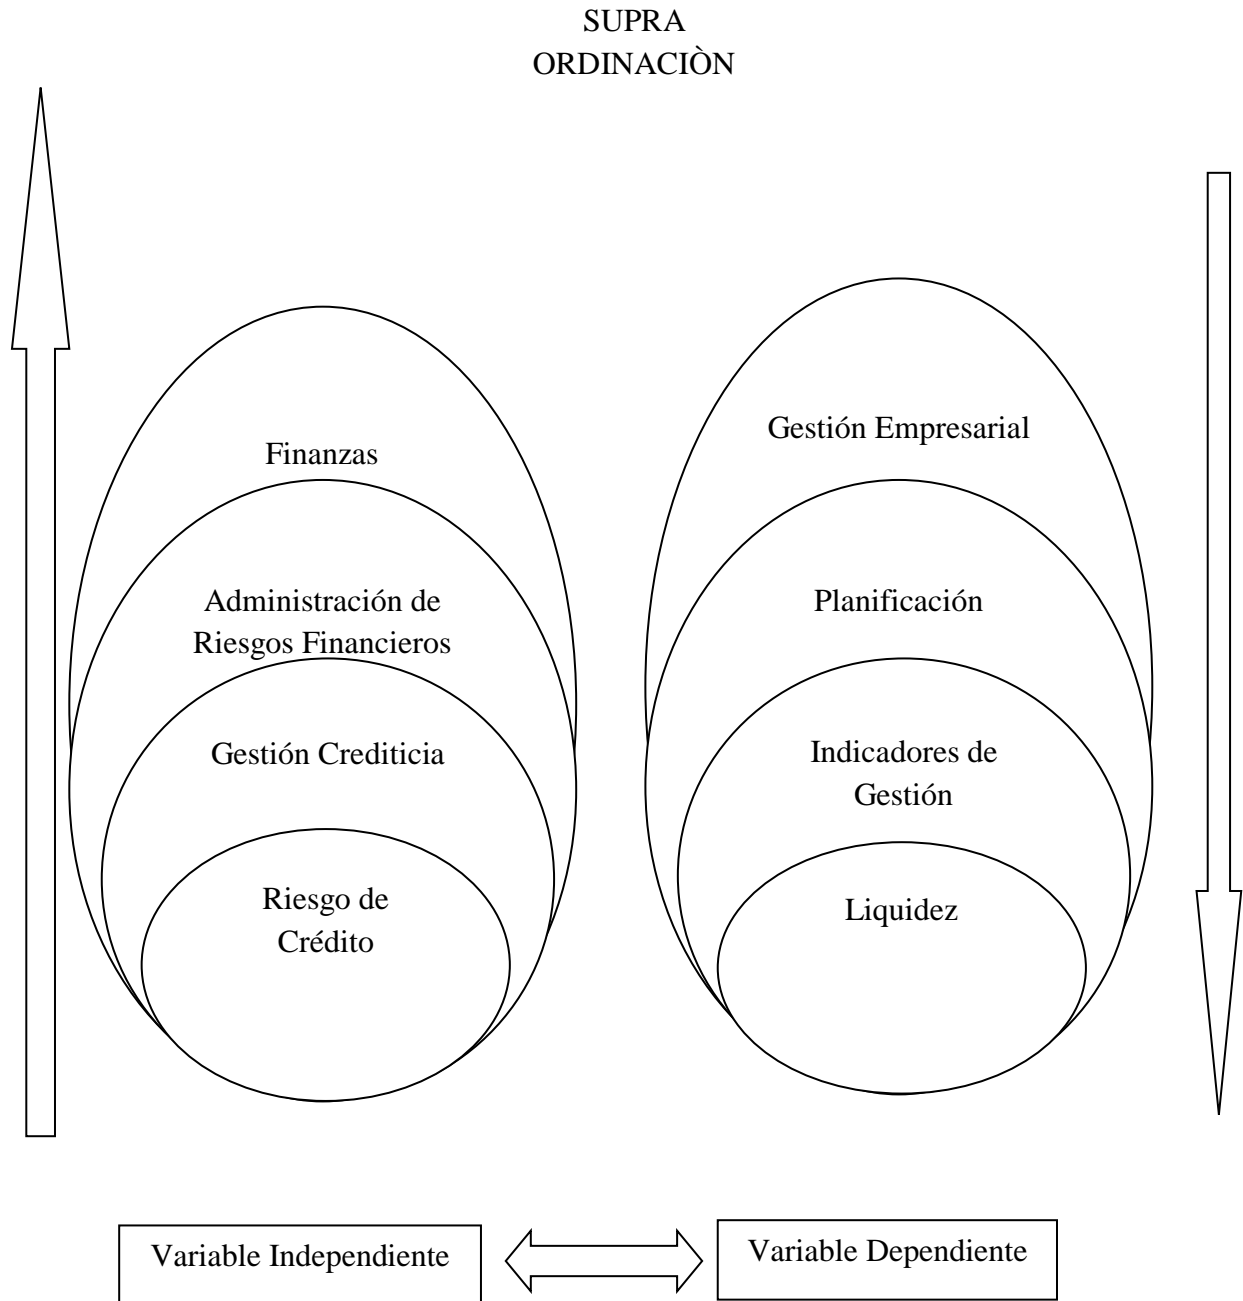 SUPRA
ORDINACIÒN
Finanzas
Administración de
Riesgos Financieros
Gestión Crediticia
Riesgo de
Crédito
Gestión Empresarial
Planificación
Indicadores de
Gestión
Liquidez
Variable Independiente
Variable Dependiente